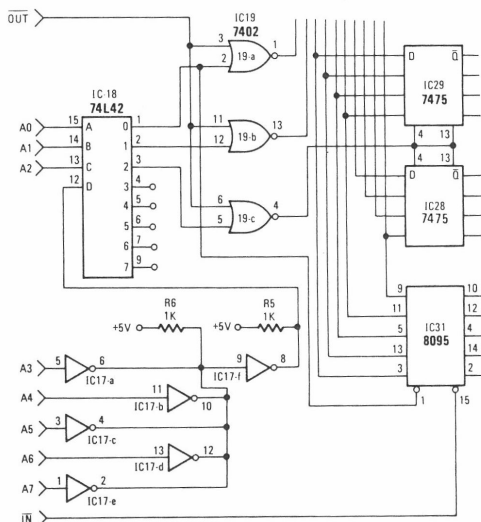 OUT
IC19
7402
3
2
19-a
1
IC 18
74L42
A0
15
A
0
1
A1
14
B
1
2
A2
13
C
2
3
12
D
3
4
4
5
5
6
6
7
7
9
11
12
19-b
13
6
5
19-c
4
D
Q
IC29
7475
4
13
4
13
D
Q
IC28
7475
9
10
11
IC31
12
5
8095
4
13
14
3
2
1
15
R6
1K
+5V
R5
1K
+5V
A3
5
6
IC17-a
9
8
IC17-f
A4
11
10
IC17-b
A5
3
4
IC17-c
A6
13
12
IC17-d
A7
1
2
IC17-e
IN